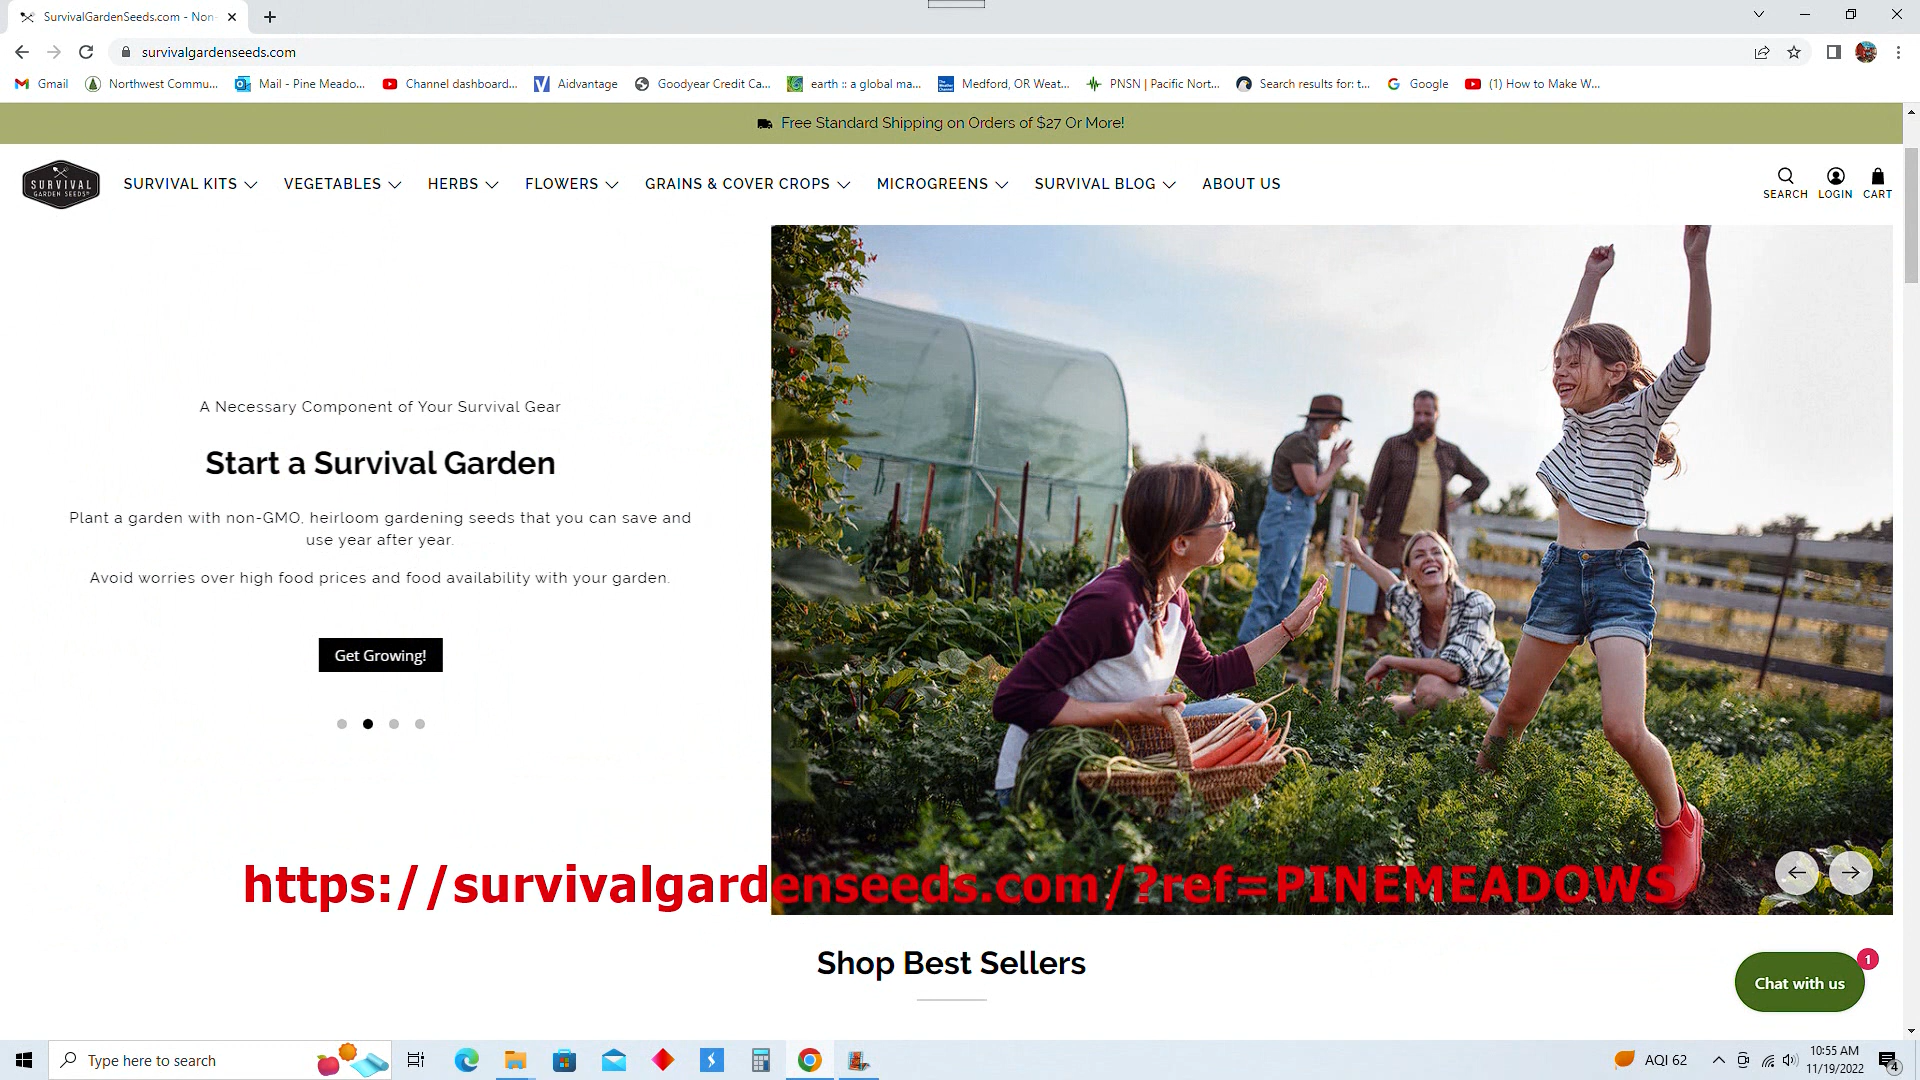 SurvivalGardenSeeds.com - Non-
survivalgardenseeds.com
Gmail
Northwest Commu...
Mail - Pine Meado...
Channel dashboard...
Aidvantage
Goodyear Credit Ca...
earth :: a global ma...
Medford, OR Weat...
PNSN | Pacific Nort...
Search results for: t...
Google
(1) How to Make W...
Free Standard Shipping on Orders of $27 Or More!
SURVIVAL
GARDEN SEEDS
SURVIVAL KITS
VEGETABLES
HERBS
FLOWERS
GRAINS & COVER CROPS
MICROGREENS
SURVIVAL BLOG
ABOUT US
SEARCH
LOGIN
CART
A Necessary Component of Your Survival Gear
Start a Survival Garden
Plant a garden with non-GMO, heirloom gardening seeds that you can save and
use year after year.
Avoid worries over high food prices and food availability with your garden.
Get Growing!
https://survivalgardenseeds.com/?ref=PINEMEADOWS
Shop Best Sellers
1
Chat with us
Type here to search
AQI 62
10:55 AM
11/19/2022
4